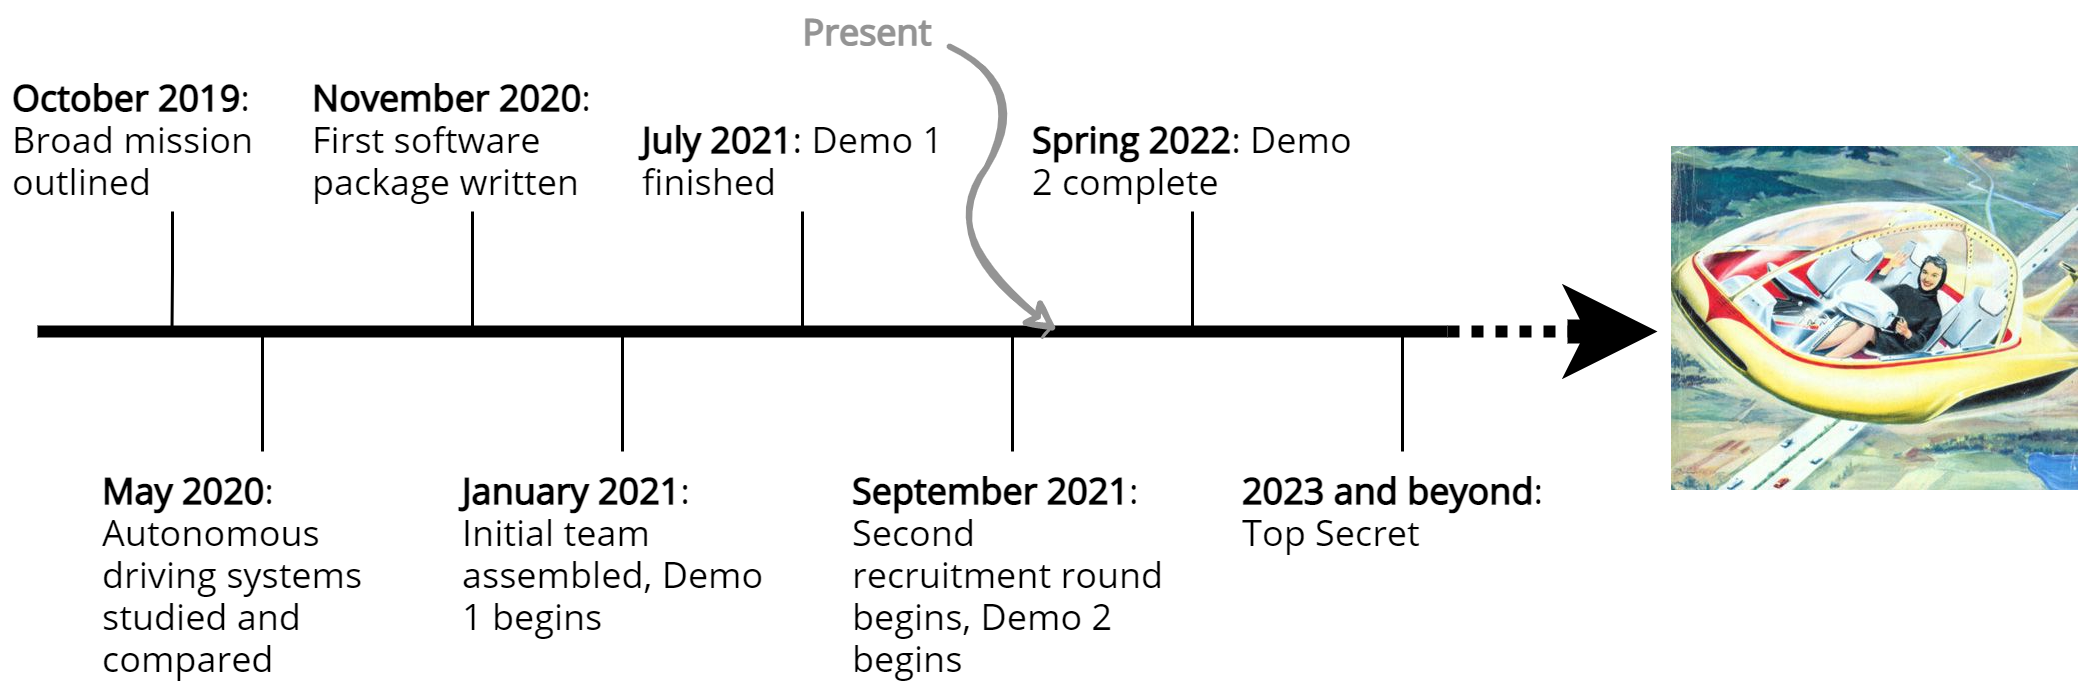 Present
October 2019:
Broad mission
outlined
November 2020:
First software
package written
July 2021: Demo 1
finished
Spring 2022: Demo
2 complete
May 2020:
Autonomous
driving systems
studied and
compared
January 2021:
Initial team
assembled, Demo
1 begins
September 2021:
Second
recruitment round
begins, Demo 2
begins
2023 and beyond:
Top Secret